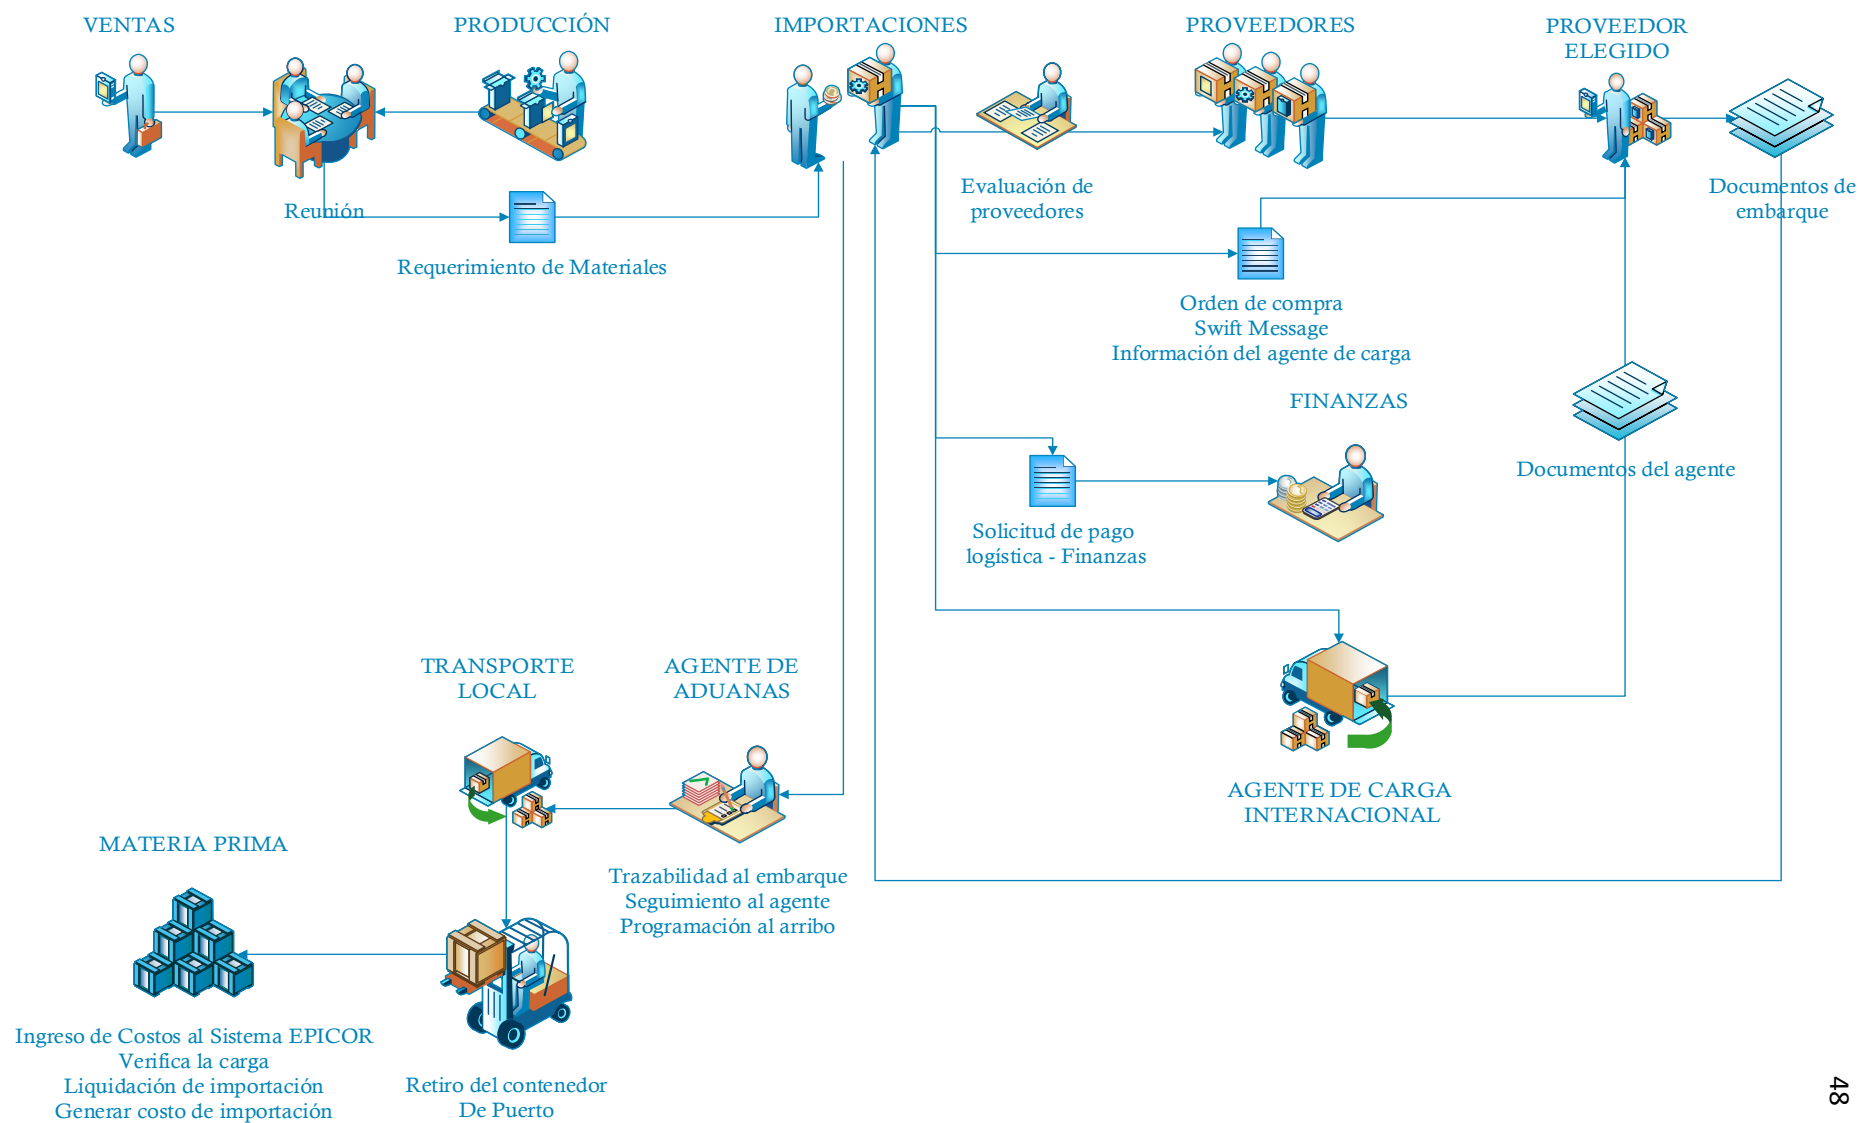 VENTAS
PRODUCCIÓN
IMPORTACIONES
PROVEEDORES
PROVEEDOR
ELEGIDO
Reunión
Requerimiento de Materiales
Evaluación de
proveedores
Documentos de
embarque
Orden de compra
Swift Message
Información del agente de carga
FINANZAS
Documentos del agente
Solicitud de pago
logística - Finanzas
TRANSPORTE
LOCAL
AGENTE DE
ADUANAS
AGENTE DE CARGA
INTERNACIONAL
MATERIA PRIMA
Trazabilidad al embarque
Seguimiento al agente
Programación al arribo
Ingreso de Costos al Sistema EPICOR
Verifica la carga
Liquidación de importación
Generar costo de importación
Retiro del contenedor
De Puerto
48